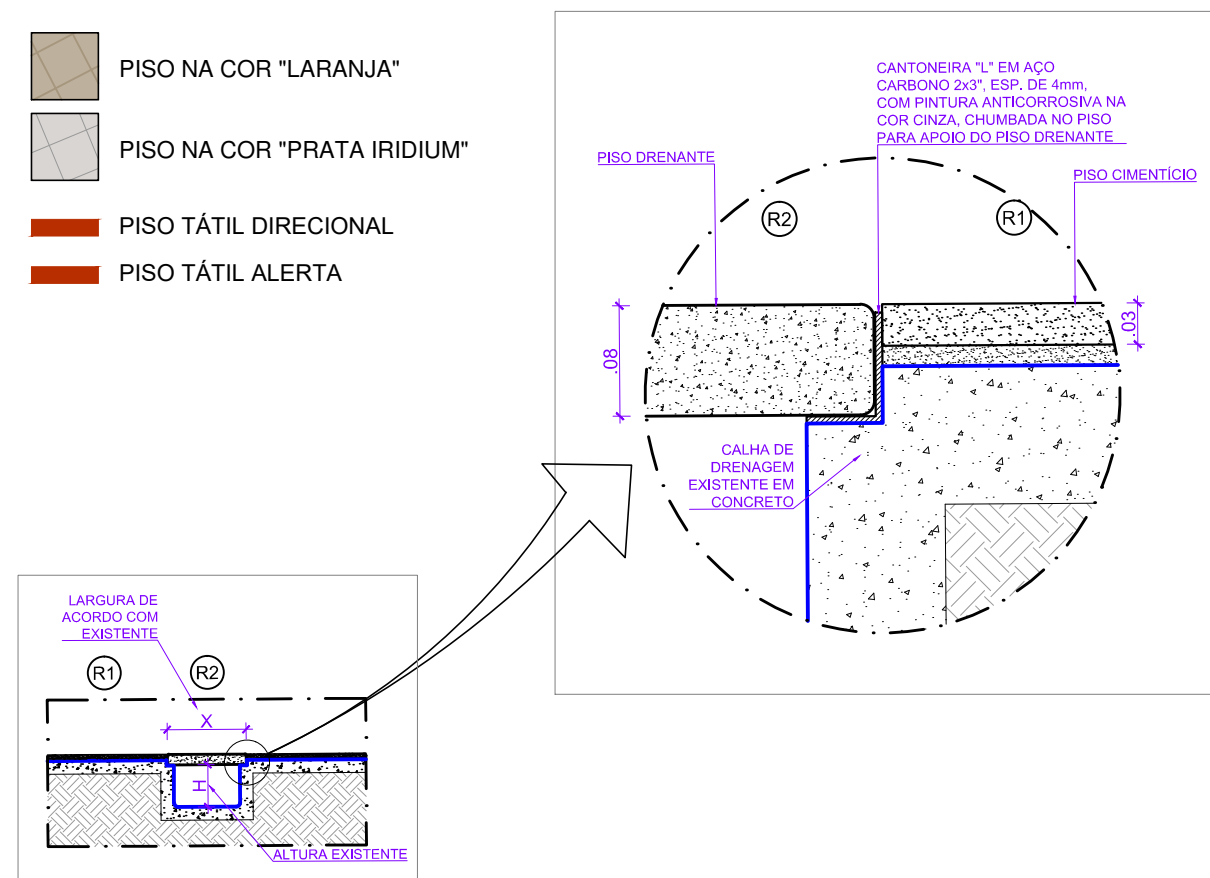 PISO NA COR "LARANJA"
PISO NA COR "PRATA IRIDIUM"
PISO TÁTIL DIRECIONAL
PISO TÁTIL ALERTA
CANTONEIRA "L" EM AÇO
CARBONO 2x3", ESP. DE 4mm,
COM PINTURA ANTICORROSIVA NA
COR CINZA, CHUMBADA NO PISO
PARA APOIO DO PISO DRENANTE
PISO DRENANTE
PISO CIMENTÍCIO
R2
R1
.08
.03
CALHA DE
DRENAGEM
EXISTENTE EM
CONCRETO
LARGURA DE
ACORDO COM
EXISTENTE
R1
R2
X
H
ALTURA EXISTENTE